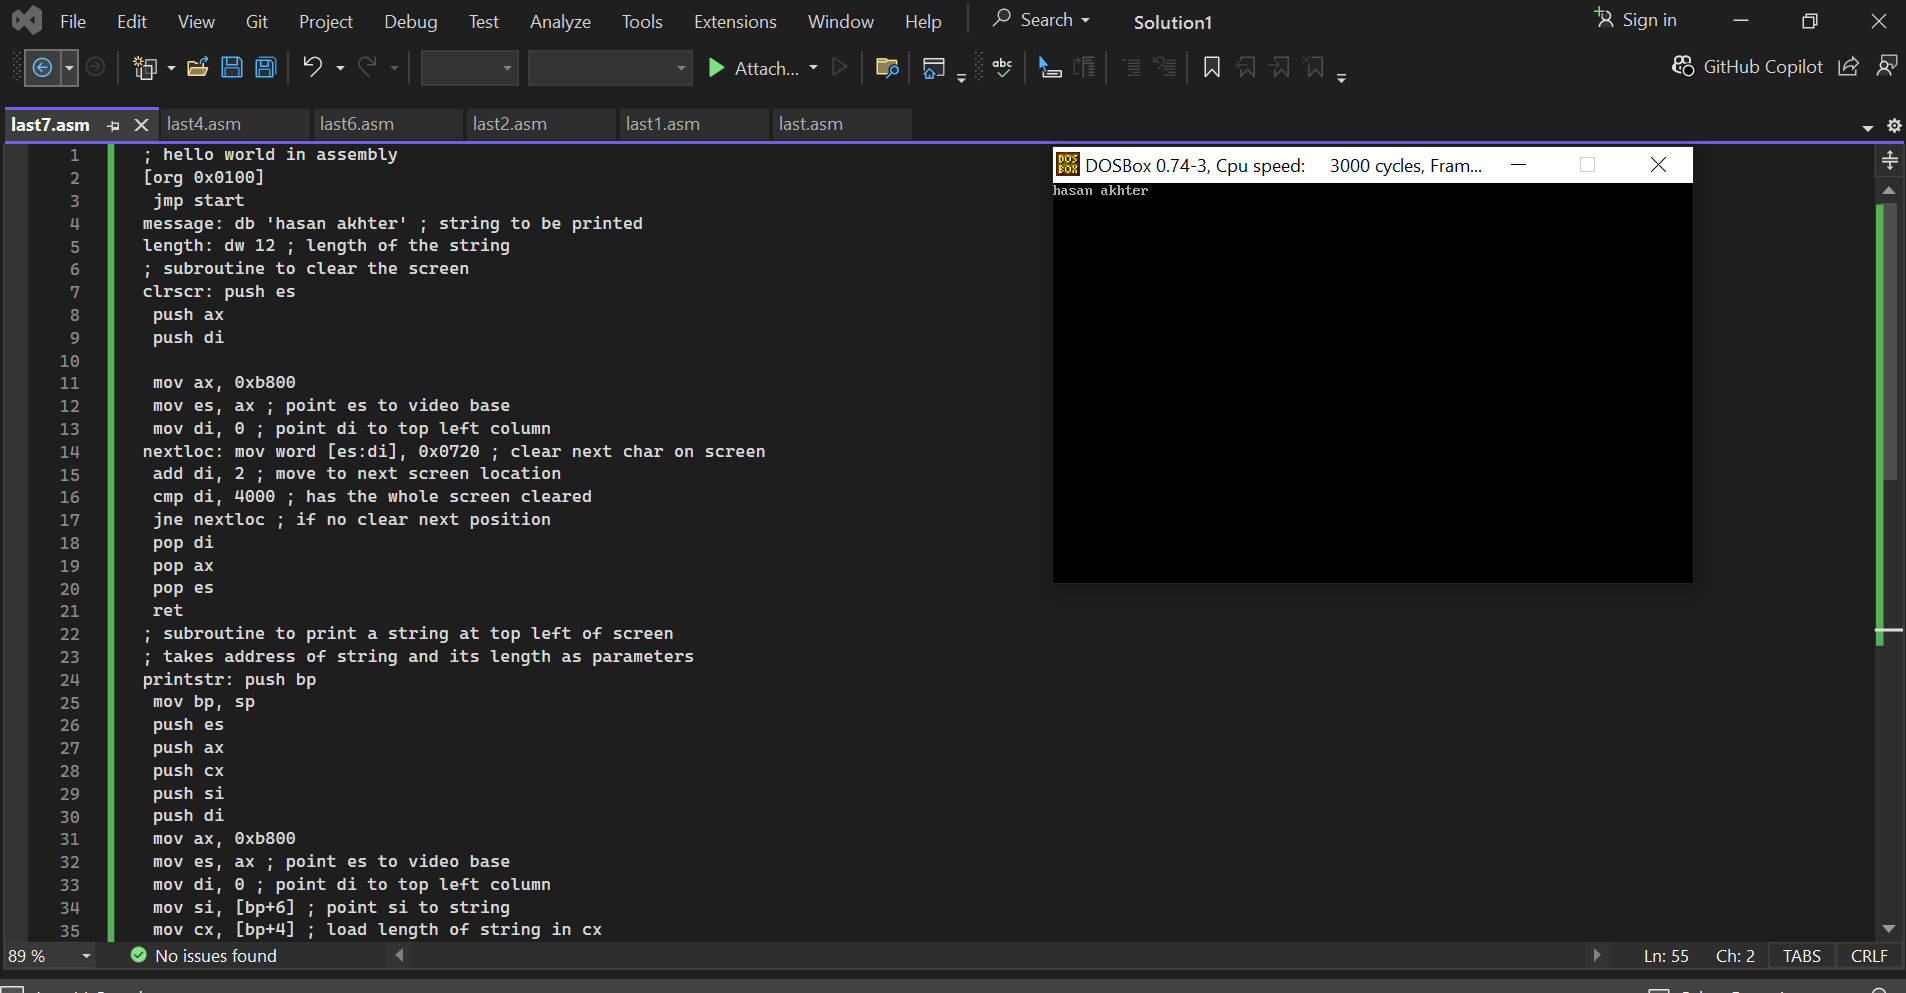 File Edit View Git Project Debug Test Analyze Tools Extensions Window Help Search Solution1 Sign in
Attach... abc GitHub Copilot
last7.asm last4.asm last6.asm last2.asm last1.asm last.asm
1 ; hello world in assembly
2 [org 0x0100]
3 jmp start
4 message: db 'hasan akhter' ; string to be printed
5 length: dw 12 ; length of the string
6 ; subroutine to clear the screen
7 clrscr: push es
8 push ax
9 push di
10
11 mov ax, 0xb800
12 mov es, ax ; point es to video base
13 mov di, 0 ; point di to top left column
14 nextloc: mov word [es:di], 0x0720 ; clear next char on screen
15 add di, 2 ; move to next screen location
16 cmp di, 4000 ; has the whole screen cleared
17 jne nextloc ; if no clear next position
18 pop di
19 pop ax
20 pop es
21 ret
22 ; subroutine to print a string at top left of screen
23 ; takes address of string and its length as parameters
24 printstr: push bp
25 mov bp, sp
26 push es
27 push ax
28 push cx
29 push si
30 push di
31 mov ax, 0xb800
32 mov es, ax ; point es to video base
33 mov di, 0 ; point di to top left column
34 mov si, [bp+6] ; point si to string
35 mov cx, [bp+4] ; load length of string in cx
DOS BOX DOSBox 0.74-3, Cpu speed: 3000 cycles, Fram...
hasan akhter
89 % No issues found Ln: 55 Ch: 2 TABS CRLF